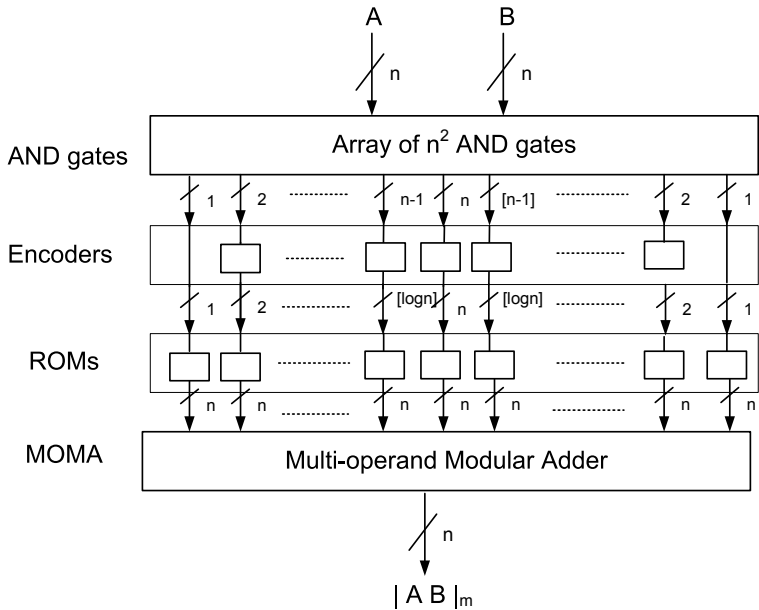 A B
n n
AND gates
Array of n² AND gates
1 2 n-1 n [n-1] 2 1
Encoders
1 2 [logn] n [logn] 2 1
ROMs
n n n n n n n
MOMA
Multi-operand Modular Adder
n
| A B |m